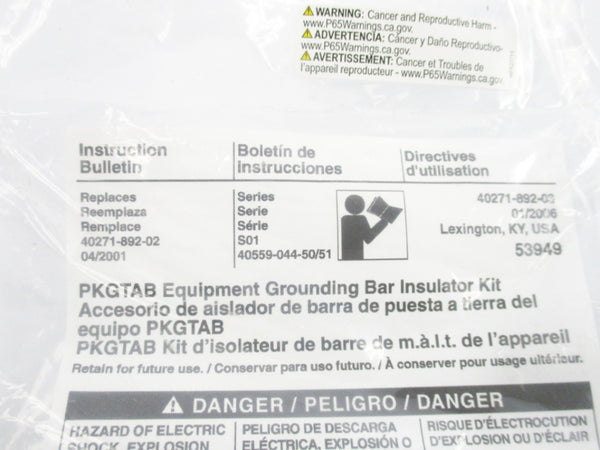 ⚠ WARNING: Cancer and Reproductive Harm -
www.P65Warnings.ca.gov.
⚠ ADVERTENCIA: Cáncer y Daño Reproductivo-
www.P65Warnings.ca.gov.
⚠ AVERTISSEMENT: Cancer et Troubles de
l'appareil reproducteur - www.P65Warnings.ca.gov.
Instruction
Bulletin
Boletín de
instrucciones
Directives
d'utilisation
Replaces
Reemplaza
Remplace
40271-892-02
04/2001
Series
Serie
Série
S01
40559-044-50/51
40271-892-03
01/2006
Lexington, KY, USA
53949
PKGTAB Equipment Grounding Bar Insulator Kit
Accesorio de aislador de barra de puesta a tierra del
equipo PKGTAB
PKGTAB Kit d'isolateur de barre de m.à.l.t. de l'appareil
Retain for future use. / Conservar para uso futuro. / À conserver pour usage ultérieur.
⚠ DANGER / PELIGRO / DANGER
HAZARD OF ELECTRIC
SHOCK, EXPLOSION
PELIGRO DE DESCARGA
ELÉCTRICA, EXPLOSIÓN O
RISQUE D'ÉLECTROCUTION
D'EXPLOSION OU D'ÉCLAIR